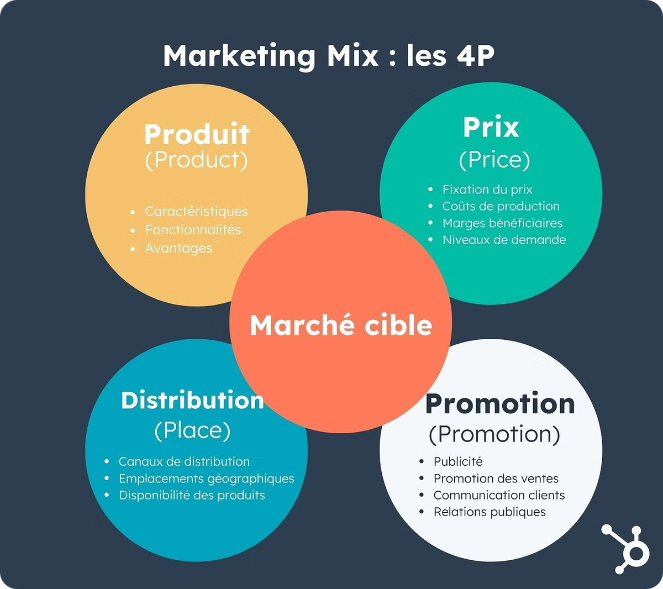 Marketing Mix : les 4P
Produit
(Product)
• Caractéristiques
• Fonctionnalités
• Avantages
Prix
(Price)
• Fixation du prix
• Coûts de production
• Marges bénéficiaires
• Niveaux de demande
Marché cible
Distribution
(Place)
• Canaux de distribution
• Emplacements géographiques
• Disponibilité des produits
Promotion
(Promotion)
• Publicité
• Promotion des ventes
• Communication clients
• Relations publiques